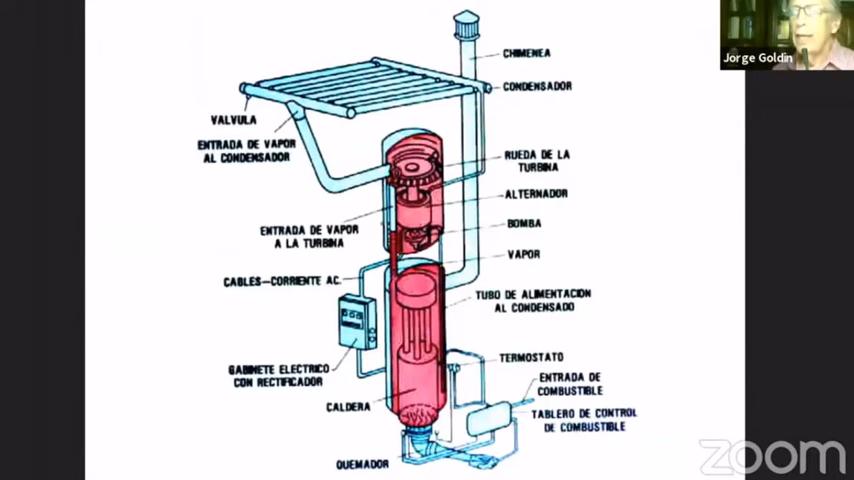 Jorge Goldin
CHIMENEA
CONDENSADOR
VALVULA
ENTRADA DE VAPOR
AL CONDENSADOR
RUEDA DE LA
TURBINA
ALTERNADOR
BOMBA
ENTRADA DE VAPOR
A LA TURBINA
VAPOR
CABLES-CORRIENTE AC.
TUBO DE ALIMENTACION
AL CONDENSADO
TERMOSTATO
GABINETE ELECTRICO
CON RECTIFICADOR
ENTRADA DE
COMBUSTIBLE
CALDERA
TABLERO DE CONTROL
DE COMBUSTIBLE
QUEMADOR
zoom